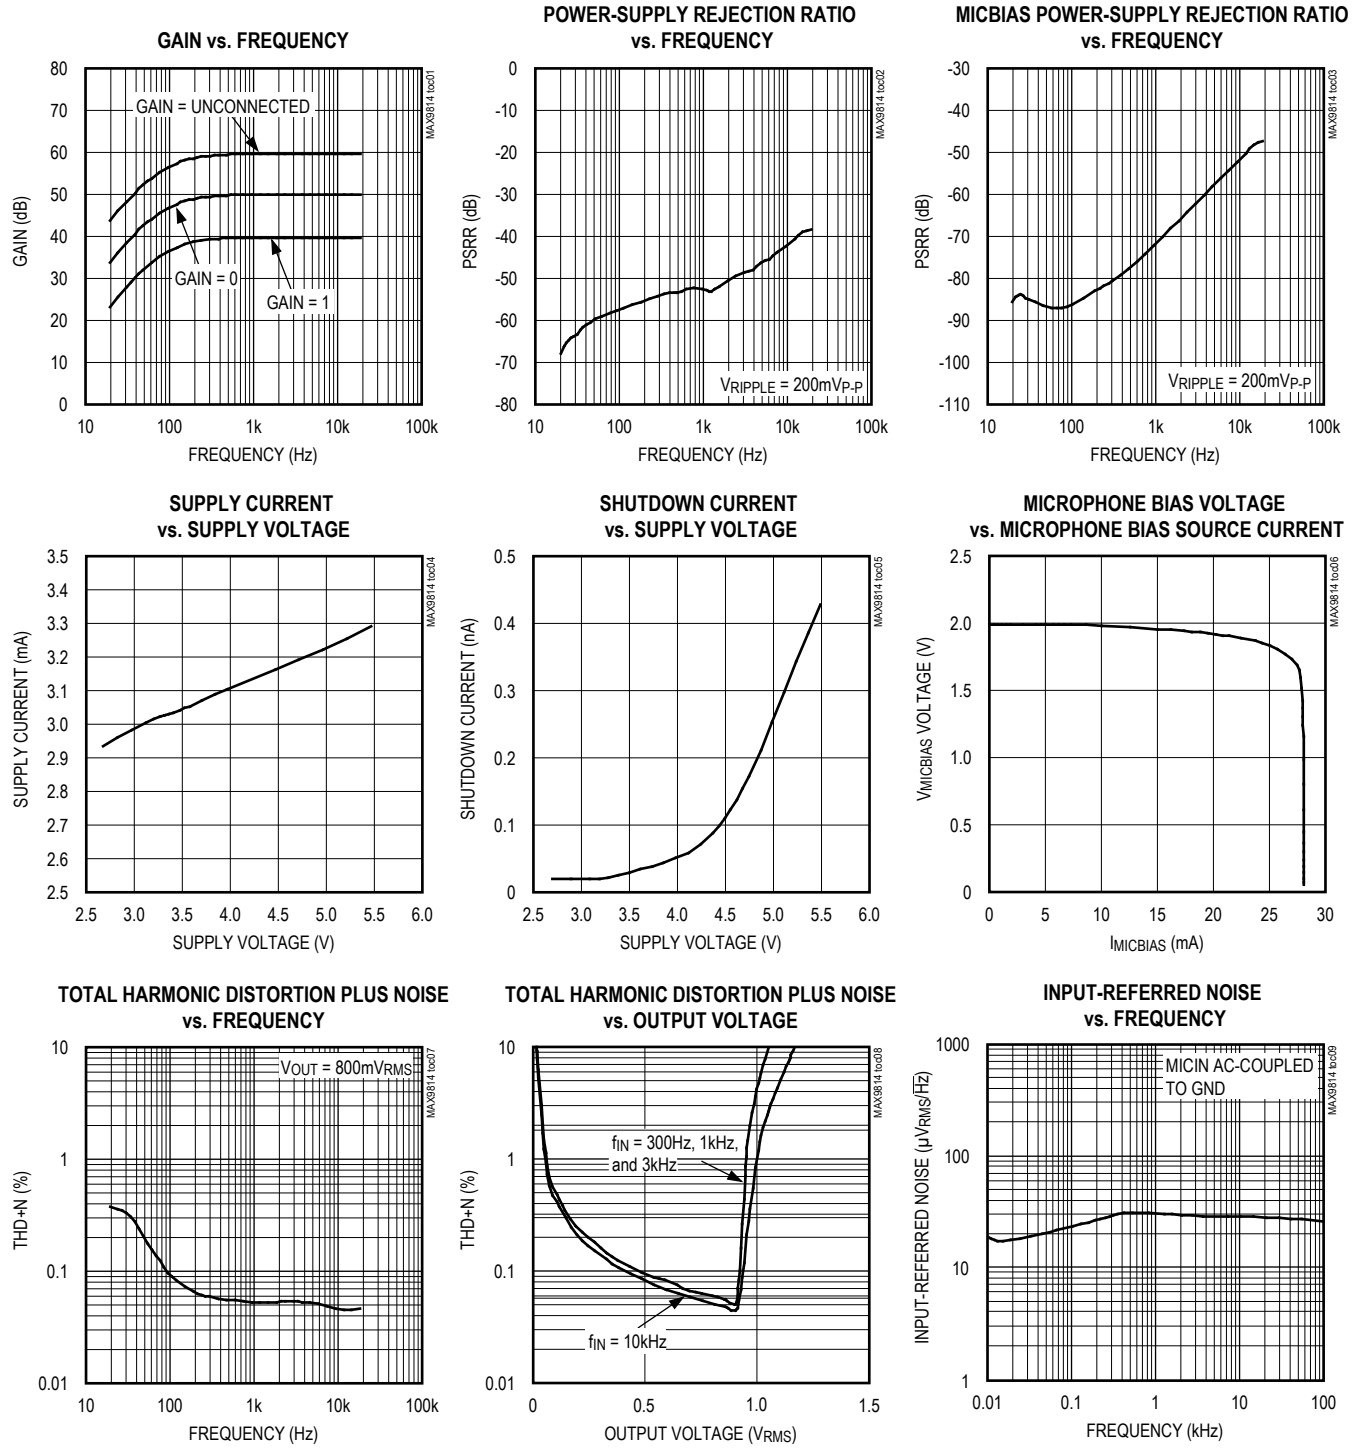 GAIN vs. FREQUENCY
80
70
60
50
40
30
20
10
0
GAIN (dB)
GAIN = UNCONNECTED
GAIN = 0
GAIN = 1
MAX9814 toc01
10 100 1k 10k 100k
FREQUENCY (Hz)
POWER-SUPPLY REJECTION RATIO
vs. FREQUENCY
0
-10
-20
-30
-40
-50
-60
-70
-80
PSRR (dB)
VRIPPLE = 200mVP-P
MAX9814 toc02
10 100 1k 10k 100k
FREQUENCY (Hz)
MICBIAS POWER-SUPPLY REJECTION RATIO
vs. FREQUENCY
-30
-40
-50
-60
-70
-80
-90
-100
-110
PSRR (dB)
VRIPPLE = 200mVP-P
MAX9814 toc03
10 100 1k 10k 100k
FREQUENCY (Hz)
SUPPLY CURRENT
vs. SUPPLY VOLTAGE
3.5
3.4
3.3
3.2
3.1
3.0
2.9
2.8
2.7
2.6
2.5
SUPPLY CURRENT (mA)
MAX9814 toc04
2.5 3.0 3.5 4.0 4.5 5.0 5.5 6.0
SUPPLY VOLTAGE (V)
SHUTDOWN CURRENT
vs. SUPPLY VOLTAGE
0.5
0.4
0.3
0.2
0.1
0
SHUTDOWN CURRENT (nA)
MAX9814 toc05
2.5 3.0 3.5 4.0 4.5 5.0 5.5 6.0
SUPPLY VOLTAGE (V)
MICROPHONE BIAS VOLTAGE
vs. MICROPHONE BIAS SOURCE CURRENT
2.5
2.0
1.5
1.0
0.5
0
VMICBIAS VOLTAGE (V)
MAX9814 toc06
0 5 10 15 20 25 30
IMICBIAS (mA)
TOTAL HARMONIC DISTORTION PLUS NOISE
vs. FREQUENCY
10
1
0.1
0.01
THD+N (%)
VOUT = 800mVRMS
MAX9814 toc07
10 100 1k 10k 100k
FREQUENCY (Hz)
TOTAL HARMONIC DISTORTION PLUS NOISE
vs. OUTPUT VOLTAGE
10
1
0.1
0.01
THD+N (%)
fIN = 300Hz, 1kHz,
and 3kHz
fIN = 10kHz
MAX9814 toc08
0 0.5 1.0 1.5
OUTPUT VOLTAGE (VRMS)
INPUT-REFERRED NOISE
vs. FREQUENCY
1000
100
10
1
INPUT-REFERRED NOISE (µVRMS/√Hz)
MICIN AC-COUPLED
TO GND
MAX9814 toc09
0.01 0.1 1 10 100
FREQUENCY (kHz)